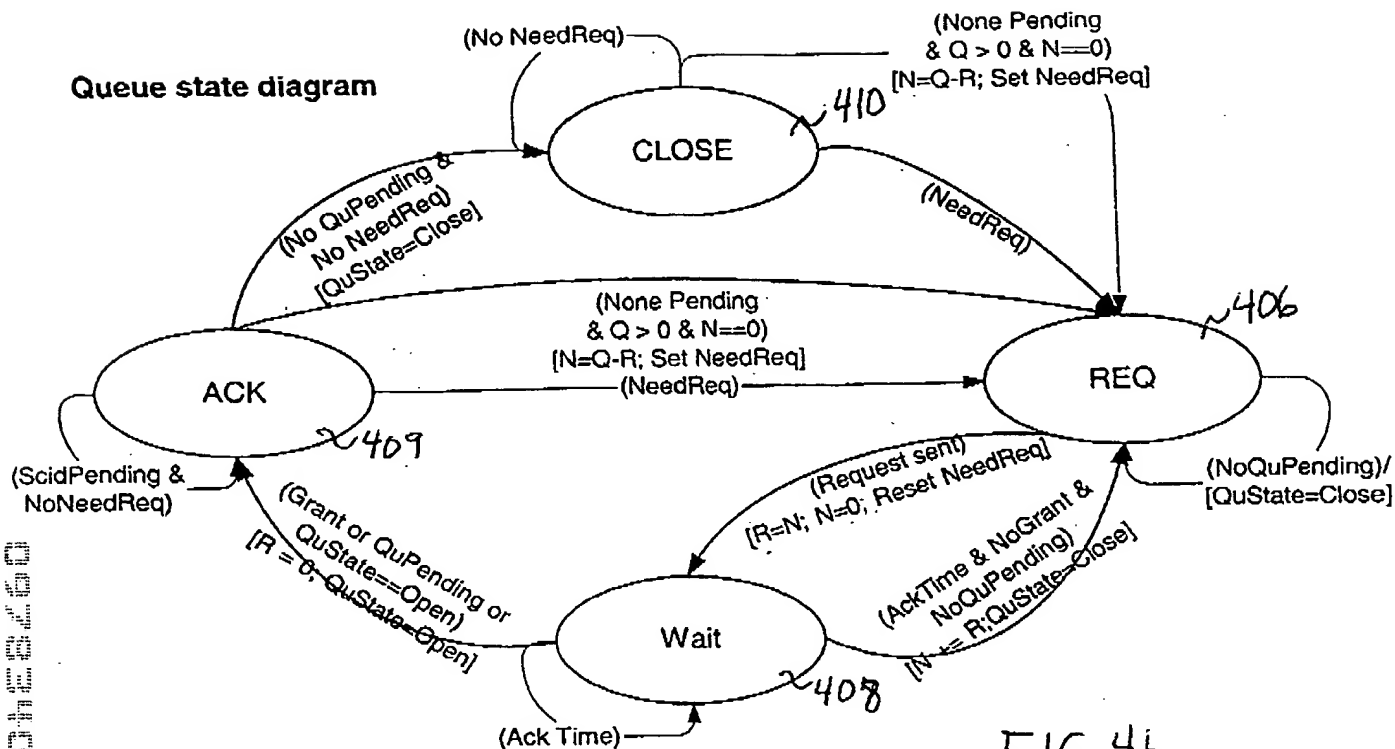 Queue state diagram
(No NeedReq)
(None Pending
& Q > 0 & N==0)
[N=Q-R; Set NeedReq]
410
CLOSE
(No QuPending &
No NeedReq)
[QuState=Close]
(NeedReq)
(None Pending
& Q > 0 & N==0)
[N=Q-R; Set NeedReq]
(NeedReq)
406
REQ
ACK
409
(ScidPending &
NoNeedReq)
(NoQuPending)/
[QuState=Close]
(Request sent)
[R=N; N=0; Reset NeedReq]
(Grant or QuPending or
QuState==Open)
[R = 0; QuState=Open]
(AckTime & NoGrant &
NoQuPending)
[N += R;QuState=Close]
Wait
408
(Ack Time)
FIG 4i